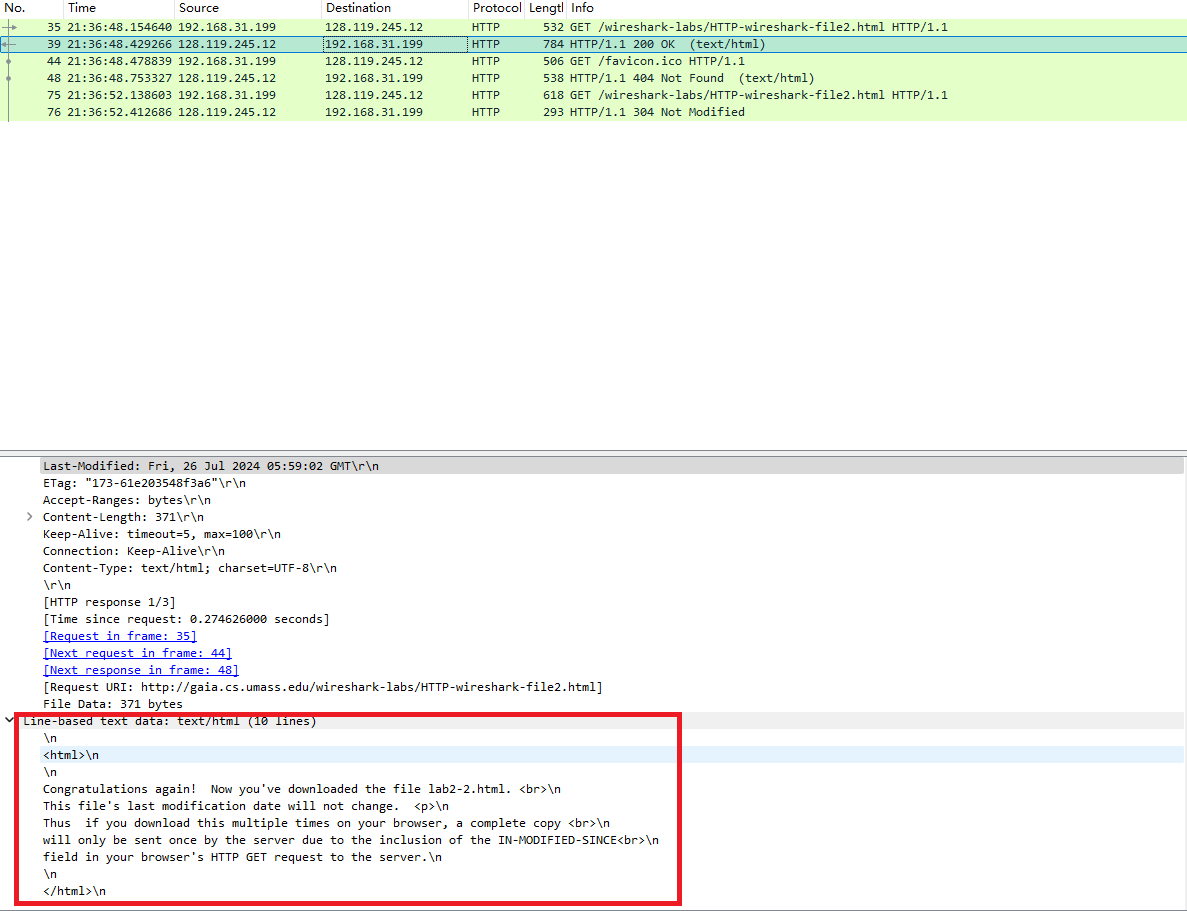 No. Time Source Destination Protocol Lengtl Info
35 21:36:48.154640 192.168.31.199 128.119.245.12 HTTP 532 GET /wireshark-labs/HTTP-wireshark-file2.html HTTP/1.1
39 21:36:48.429266 128.119.245.12 192.168.31.199 HTTP 784 HTTP/1.1 200 OK  (text/html)
44 21:36:48.478839 192.168.31.199 128.119.245.12 HTTP 506 GET /favicon.ico HTTP/1.1
48 21:36:48.753327 128.119.245.12 192.168.31.199 HTTP 538 HTTP/1.1 404 Not Found  (text/html)
75 21:36:52.138603 192.168.31.199 128.119.245.12 HTTP 618 GET /wireshark-labs/HTTP-wireshark-file2.html HTTP/1.1
76 21:36:52.412686 128.119.245.12 192.168.31.199 HTTP 293 HTTP/1.1 304 Not Modified
Last-Modified: Fri, 26 Jul 2024 05:59:02 GMT\r\n
ETag: "173-61e203548f3a6"\r\n
Accept-Ranges: bytes\r\n
Content-Length: 371\r\n
Keep-Alive: timeout=5, max=100\r\n
Connection: Keep-Alive\r\n
Content-Type: text/html; charset=UTF-8\r\n
\r\n
[HTTP response 1/3]
[Time since request: 0.274626000 seconds]
[Request in frame: 35]
[Next request in frame: 44]
[Next response in frame: 48]
[Request URI: http://gaia.cs.umass.edu/wireshark-labs/HTTP-wireshark-file2.html]
File Data: 371 bytes
Line-based text data: text/html (10 lines)
\n
<html>\n
\n
Congratulations again!  Now you've downloaded the file lab2-2.html. <br>\n
This file's last modification date will not change.  <p>\n
Thus  if you download this multiple times on your browser, a complete copy <br>\n
will only be sent once by the server due to the inclusion of the IN-MODIFIED-SINCE<br>\n
field in your browser's HTTP GET request to the server.\n
\n
</html>\n